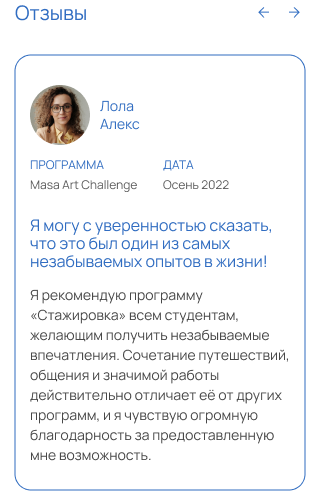 Отзывы
Лола
Алекс
ПРОГРАММА
ДАТА
Masa Art Challenge
Осень 2022
Я могу с уверенностью сказать,
что это был один из самых
незабываемых опытов в жизни!
Я рекомендую программу
«Стажировка» всем студентам,
желающим получить незабываемые
впечатления. Сочетание путешествий,
общения и значимой работы
действительно отличает её от других
программ, и я чувствую огромную
благодарность за предоставленную
мне возможность.